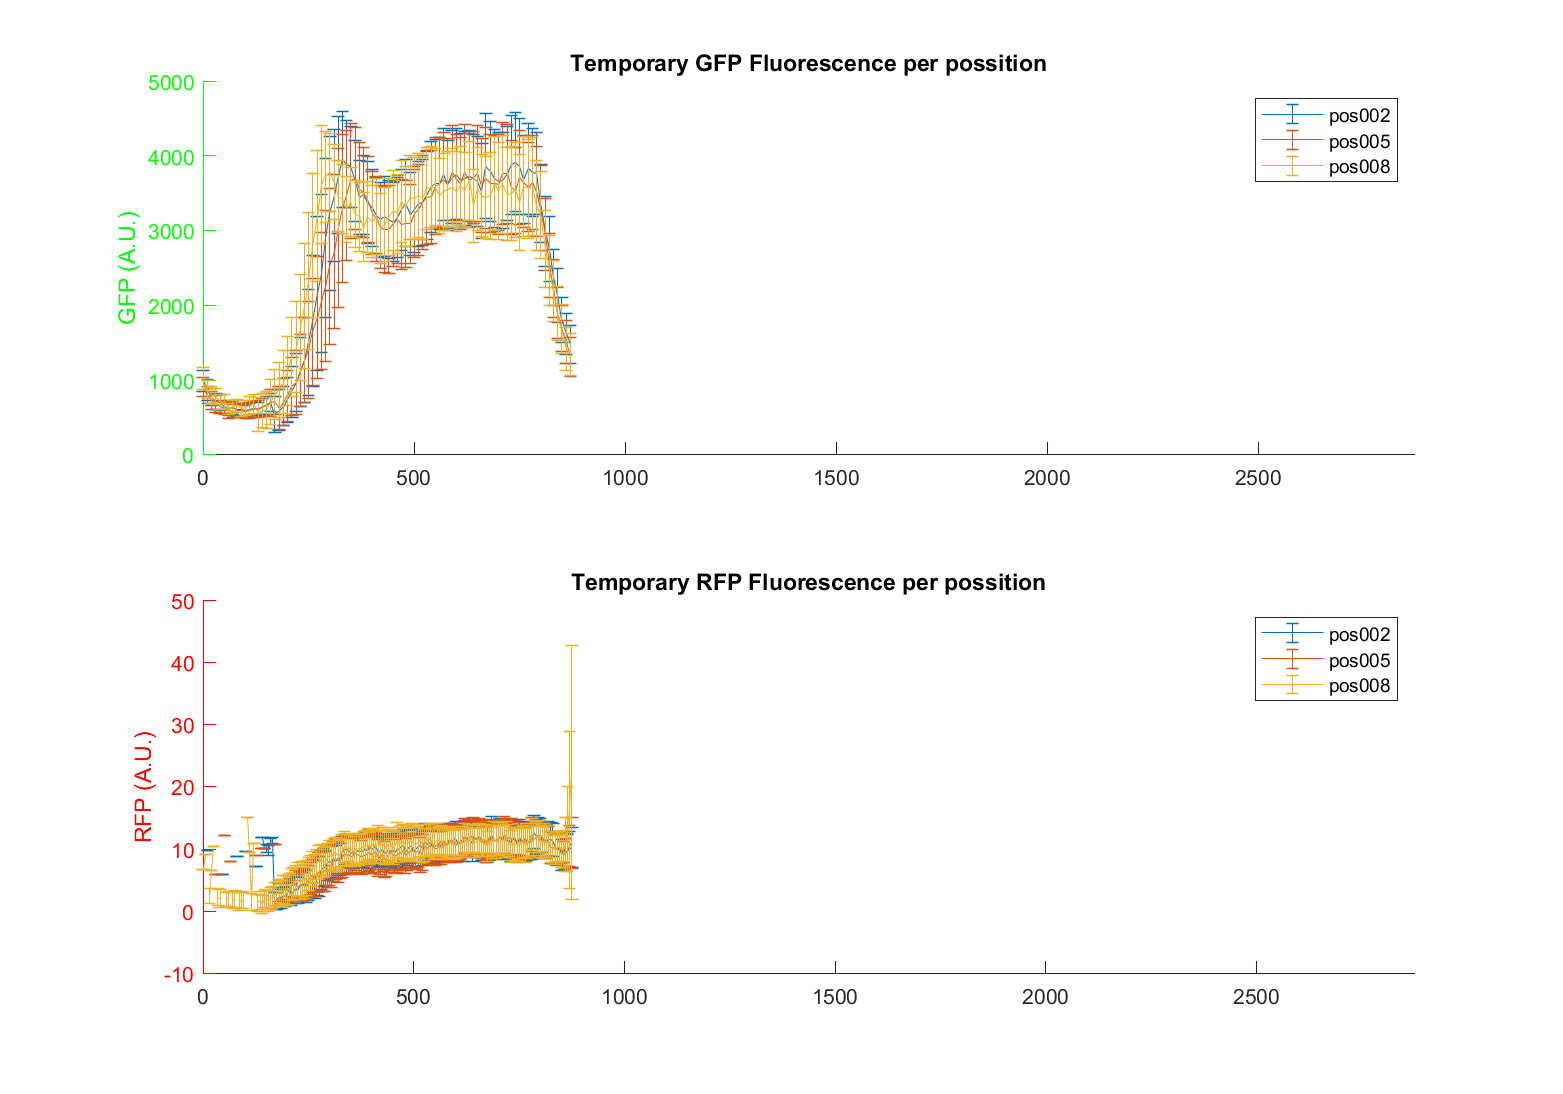 Temporary GFP Fluorescence per possition
5000
4000
3000
2000
1000
0
GFP (A.U.)
0 500 1000 1500 2000 2500
pos002
pos005
pos008
Temporary RFP Fluorescence per possition
50
40
30
20
10
0
-10
RFP (A.U.)
0 500 1000 1500 2000 2500
pos002
pos005
pos008